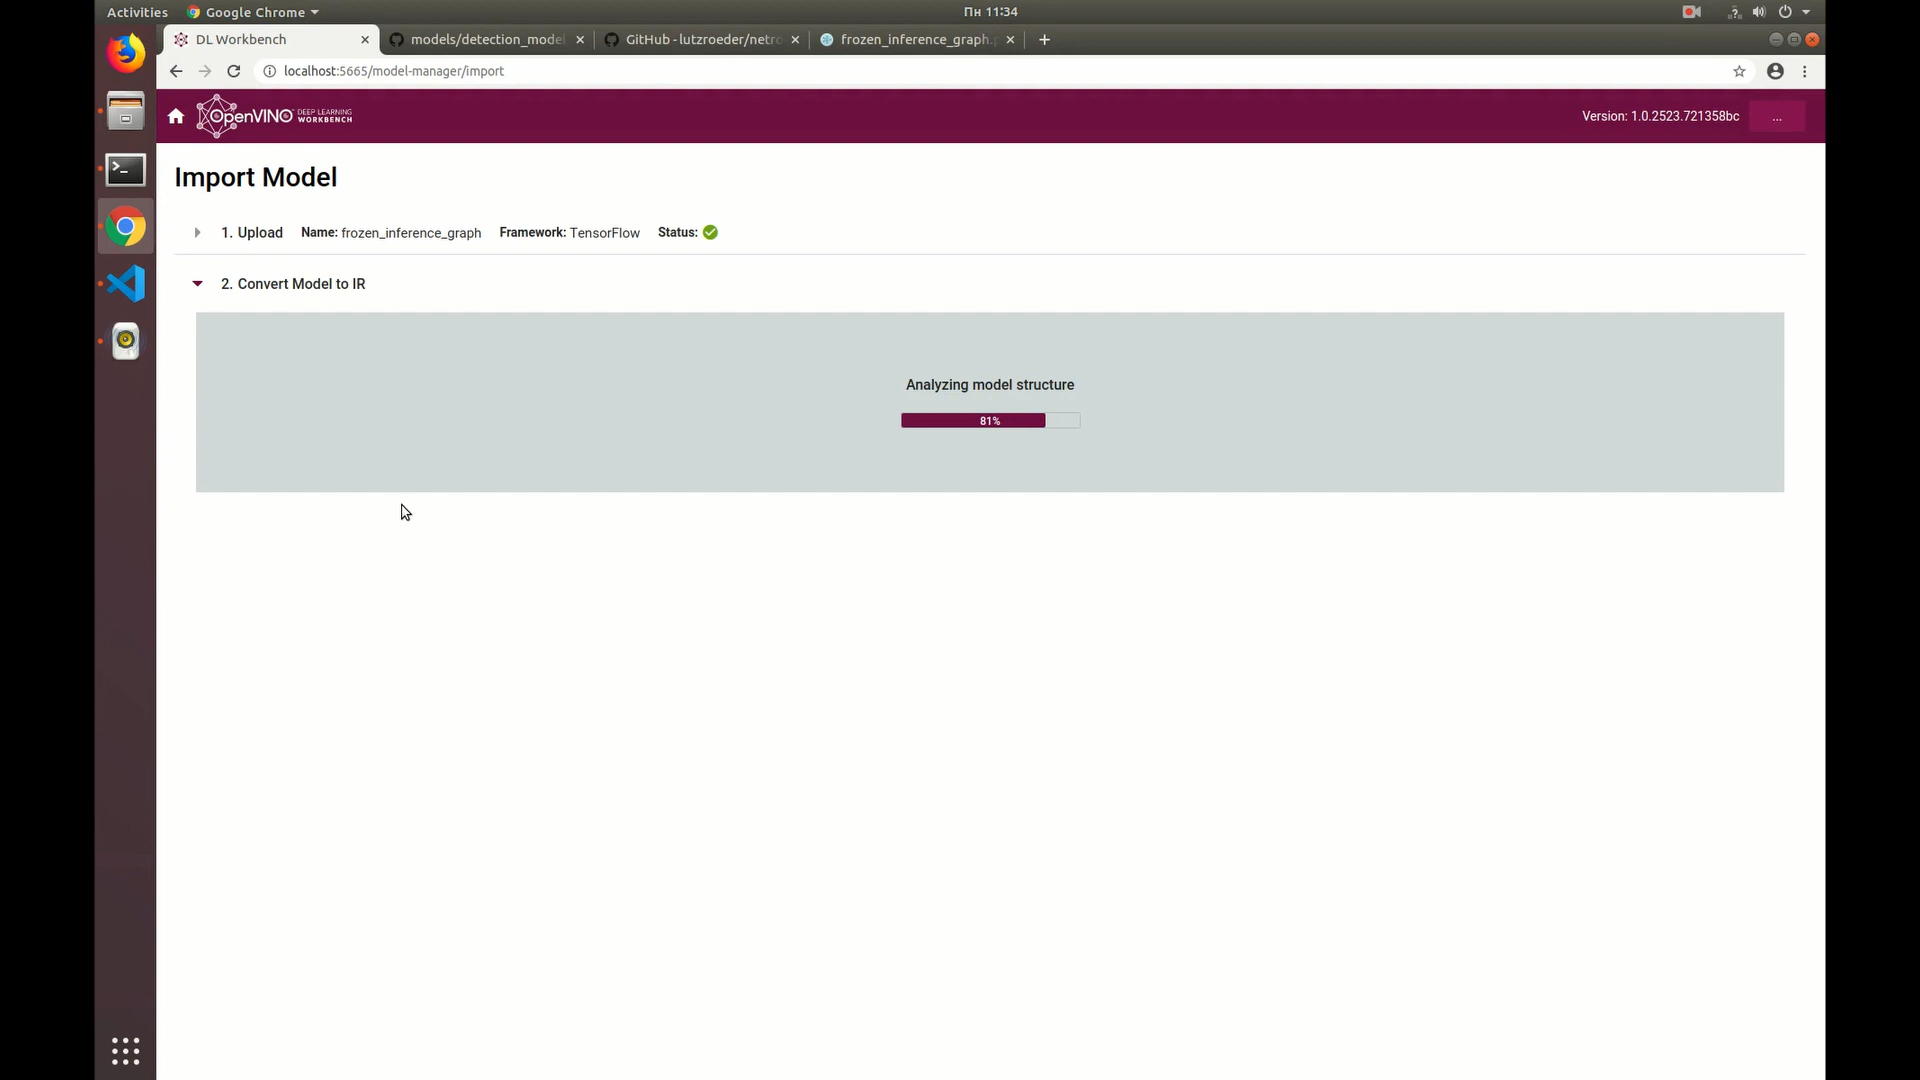 Activities
Google Chrome
Пн 11:34
DL Workbench
models/detection_model
GitHub - lutzroeder/netro
frozen_inference_graph.
localhost:5665/model-manager/import
OpenVINO DEEP LEARNING WORKBENCH
Version: 1.0.2523.721358bc
...
Import Model
1. Upload Name: frozen_inference_graph Framework: TensorFlow Status:
2. Convert Model to IR
Analyzing model structure
81%